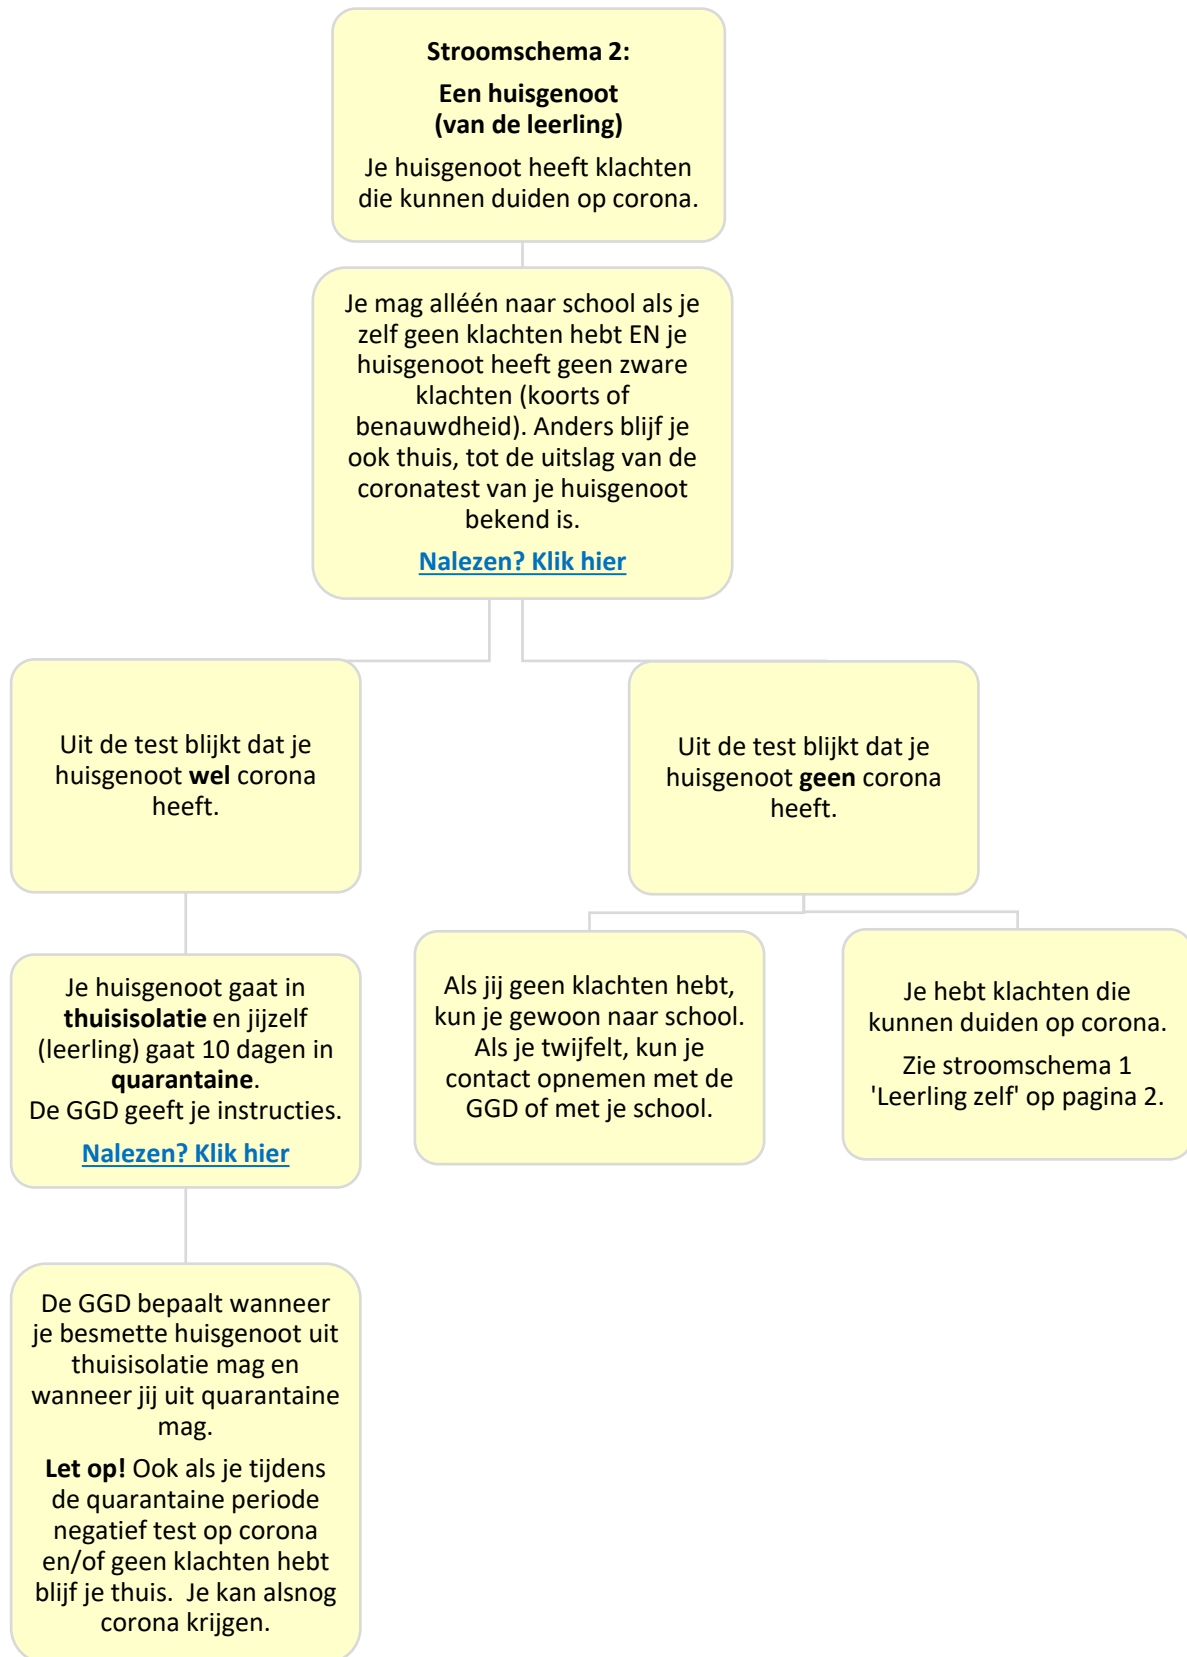 Stroomschema 2:
Een huisgenoot
(van de leerling)
Je huisgenoot heeft klachten
die kunnen duiden op corona.
Je mag alléén naar school als je
zelf geen klachten hebt EN je
huisgenoot heeft geen zware
klachten (koorts of
benauwdheid). Anders blijf je
ook thuis, tot de uitslag van de
coronatest van je huisgenoot
bekend is.
Nalezen? Klik hier
Uit de test blijkt dat je
huisgenoot wel corona
heeft.
Uit de test blijkt dat je
huisgenoot geen corona
heeft.
Je huisgenoot gaat in
thuisisolatie en jijzelf
(leerling) gaat 10 dagen in
quarantaine.
De GGD geeft je instructies.
Nalezen? Klik hier
Als jij geen klachten hebt,
kun je gewoon naar school.
Als je twijfelt, kun je
contact opnemen met de
GGD of met je school.
Je hebt klachten die
kunnen duiden op corona.
Zie stroomschema 1
'Leerling zelf' op pagina 2.
De GGD bepaalt wanneer
je besmette huisgenoot uit
thuisisolatie mag en
wanneer jij uit quarantaine
mag.
Let op! Ook als je tijdens
de quarantaine periode
negatief test op corona
en/of geen klachten hebt
blijf je thuis.  Je kan alsnog
corona krijgen.